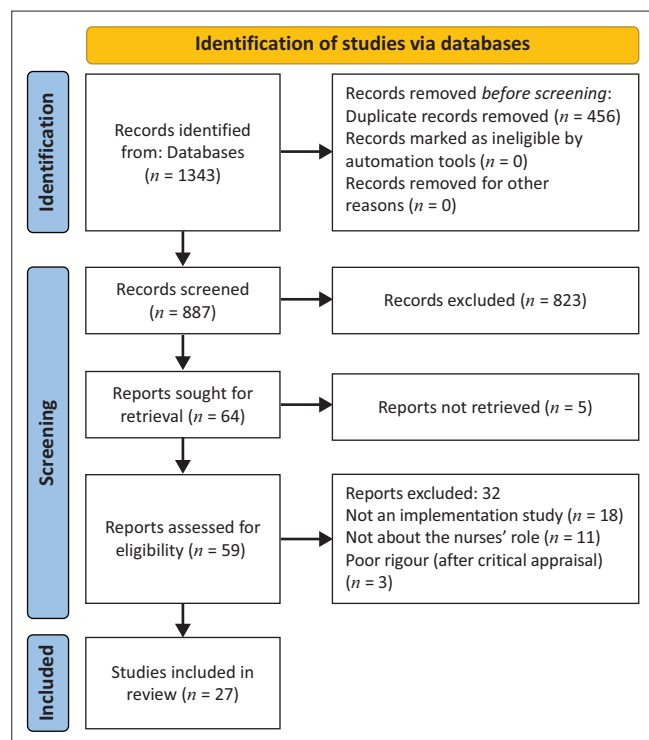 Identification of studies via databases
Identification
Records identified
from: Databases
(n = 1343)
Records removed before screening:
Duplicate records removed (n = 456)
Records marked as ineligible by
automation tools (n = 0)
Records removed for other
reasons (n = 0)
Screening
Records screened
(n = 887)
Records excluded (n = 823)
Reports sought for
retrieval (n = 64)
Reports not retrieved (n = 5)
Reports assessed for
eligibility (n = 59)
Reports excluded: 32
Not an implementation study (n = 18)
Not about the nurses' role (n = 11)
Poor rigour (after critical appraisal)
(n = 3)
Included
Studies included in
review (n = 27)